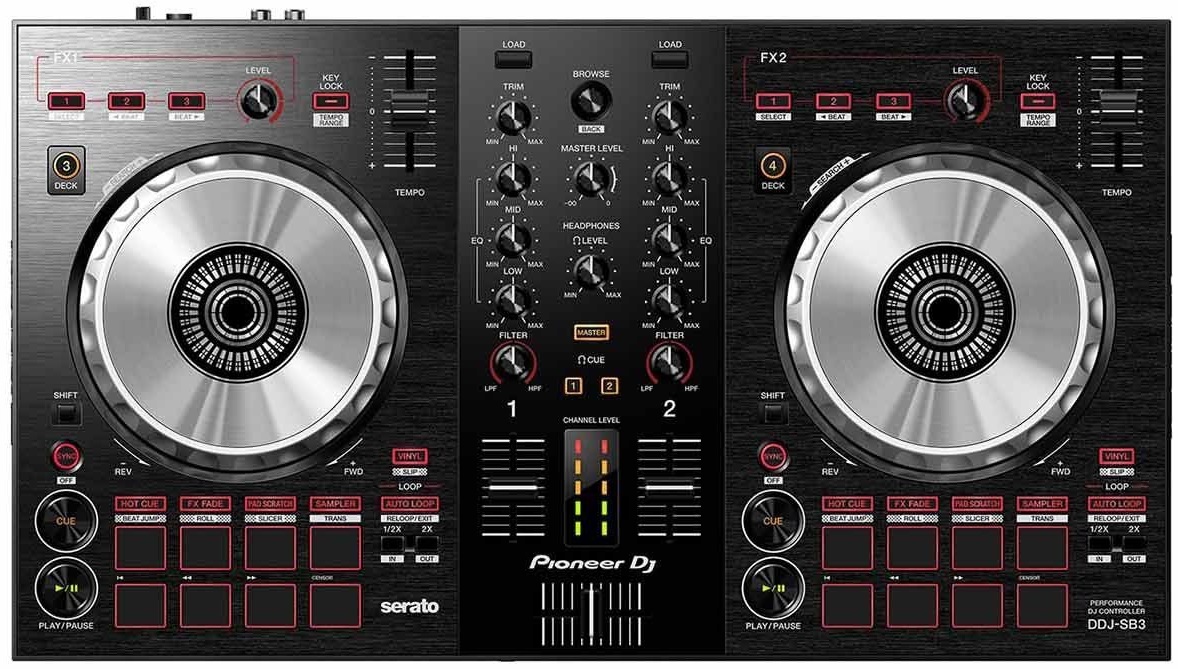 FX1
1
2
3
SELECT
◄ BEAT
BEAT ►
LEVEL
KEY LOCK
TEMPO RANGE
−
0
+
TEMPO
3
DECK
SHIFT
SYNC
OFF
−
REV
+
FWD
VINYL
SLIP
LOOP
HOT CUE
FX FADE
PAD SCRATCH
SAMPLER
AUTO LOOP
BEAT JUMP
ROLL
SLICER
TRANS
RELOOP/EXIT
1/2X
2X
IN
OUT
CUE
►/❚❚
PLAY/PAUSE
CENSOR
serato
LOAD
LOAD
BROWSE
BACK
TRIM
MIN
MAX
TRIM
MIN
MAX
MASTER LEVEL
-∞
0
HI
MIN
MAX
HI
MIN
MAX
MID
MIN
MAX
MID
MIN
MAX
EQ
EQ
HEADPHONES
LEVEL
MIN
MAX
LOW
MIN
MAX
LOW
MIN
MAX
MASTER
FILTER
LPF
HPF
FILTER
LPF
HPF
CUE
1
2
1
2
CHANNEL LEVEL
Pioneer Dj
FX2
1
2
3
SELECT
◄ BEAT
BEAT ►
LEVEL
KEY LOCK
TEMPO RANGE
−
0
+
TEMPO
4
DECK
− SEARCH +
SHIFT
SYNC
OFF
−
REV
+
FWD
VINYL
SLIP
LOOP
HOT CUE
FX FADE
PAD SCRATCH
SAMPLER
AUTO LOOP
BEAT JUMP
ROLL
SLICER
TRANS
RELOOP/EXIT
1/2X
2X
IN
OUT
CUE
►/❚❚
PLAY/PAUSE
CENSOR
PERFORMANCE
DJ CONTROLLER
DDJ-SB3